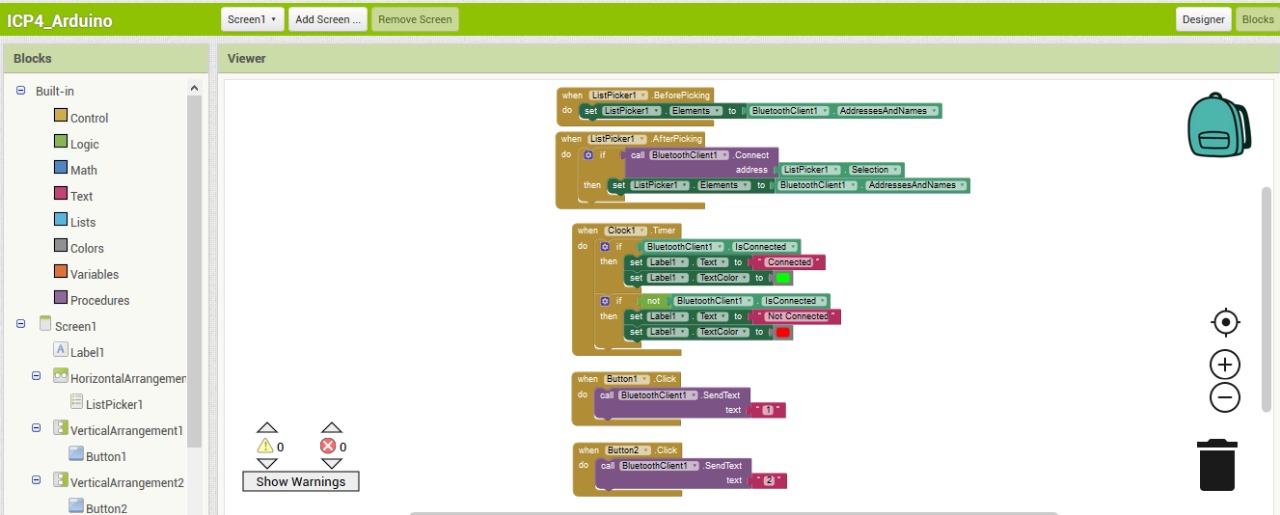 ICP4_Arduino Screen1 Add Screen ... Remove Screen Designer Blocks
Blocks
Built-in
Control
Logic
Math
Text
Lists
Colors
Variables
Procedures
Screen1
Label1
HorizontalArrangemen
ListPicker1
VerticalArrangement1
Button1
VerticalArrangement2
Button2
Viewer
when ListPicker1 .BeforePicking
do set ListPicker1 . Elements to BluetoothClient1 . AddressesAndNames
when ListPicker1 .AfterPicking
do if call BluetoothClient1 .Connect
address ListPicker1 . Selection
then set ListPicker1 . Elements to BluetoothClient1 . AddressesAndNames
when Clock1 .Timer
do if BluetoothClient1 . IsConnected
then set Label1 . Text to " Connected "
set Label1 . TextColor to
if not BluetoothClient1 . IsConnected
then set Label1 . Text to " Not Connected "
set Label1 . TextColor to
when Button1 .Click
do call BluetoothClient1 .SendText
text " 1 "
when Button2 .Click
do call BluetoothClient1 .SendText
text " 2 "
0 0
Show Warnings